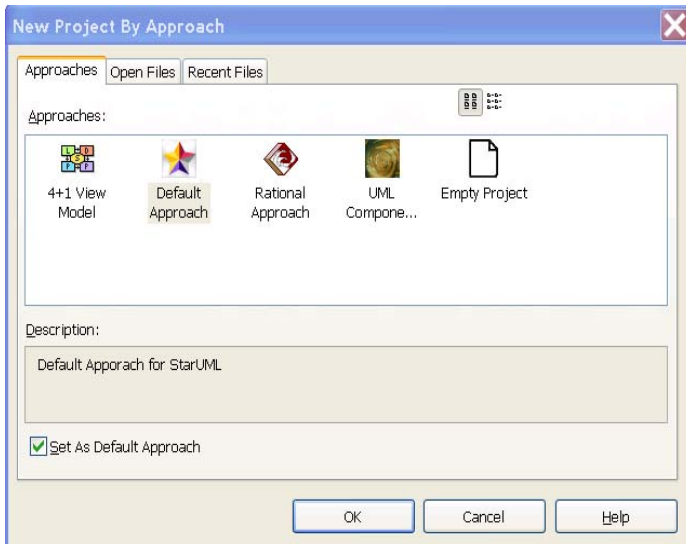 New Project By Approach
Approaches Open Files Recent Files
Approaches:
4+1 View Model
Default Approach
Rational Approach
UML Compone...
Empty Project
Description:
Default Apporach for StarUML
Set As Default Approach
OK Cancel Help